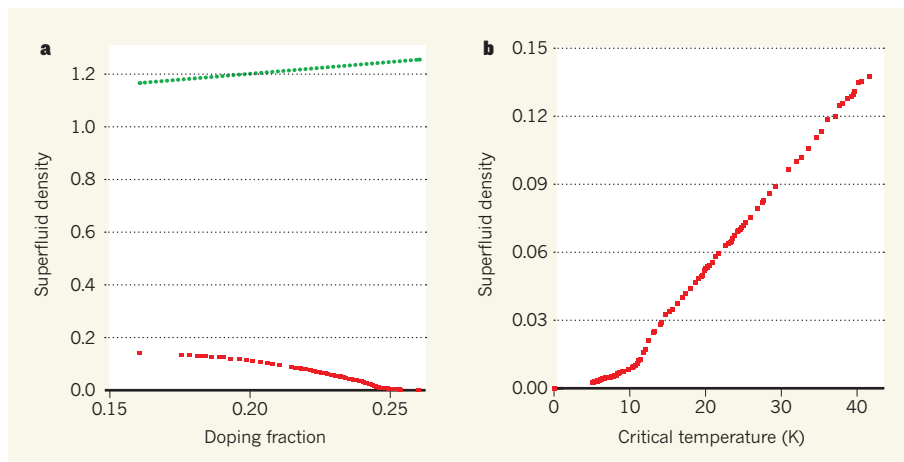 a
1.2
1.0
0.8
0.6
0.4
0.2
0.0
0.15 0.20 0.25
Superfluid density
Doping fraction
b
0.15
0.12
0.09
0.06
0.03
0.00
0 10 20 30 40
Superfluid density
Critical temperature (K)